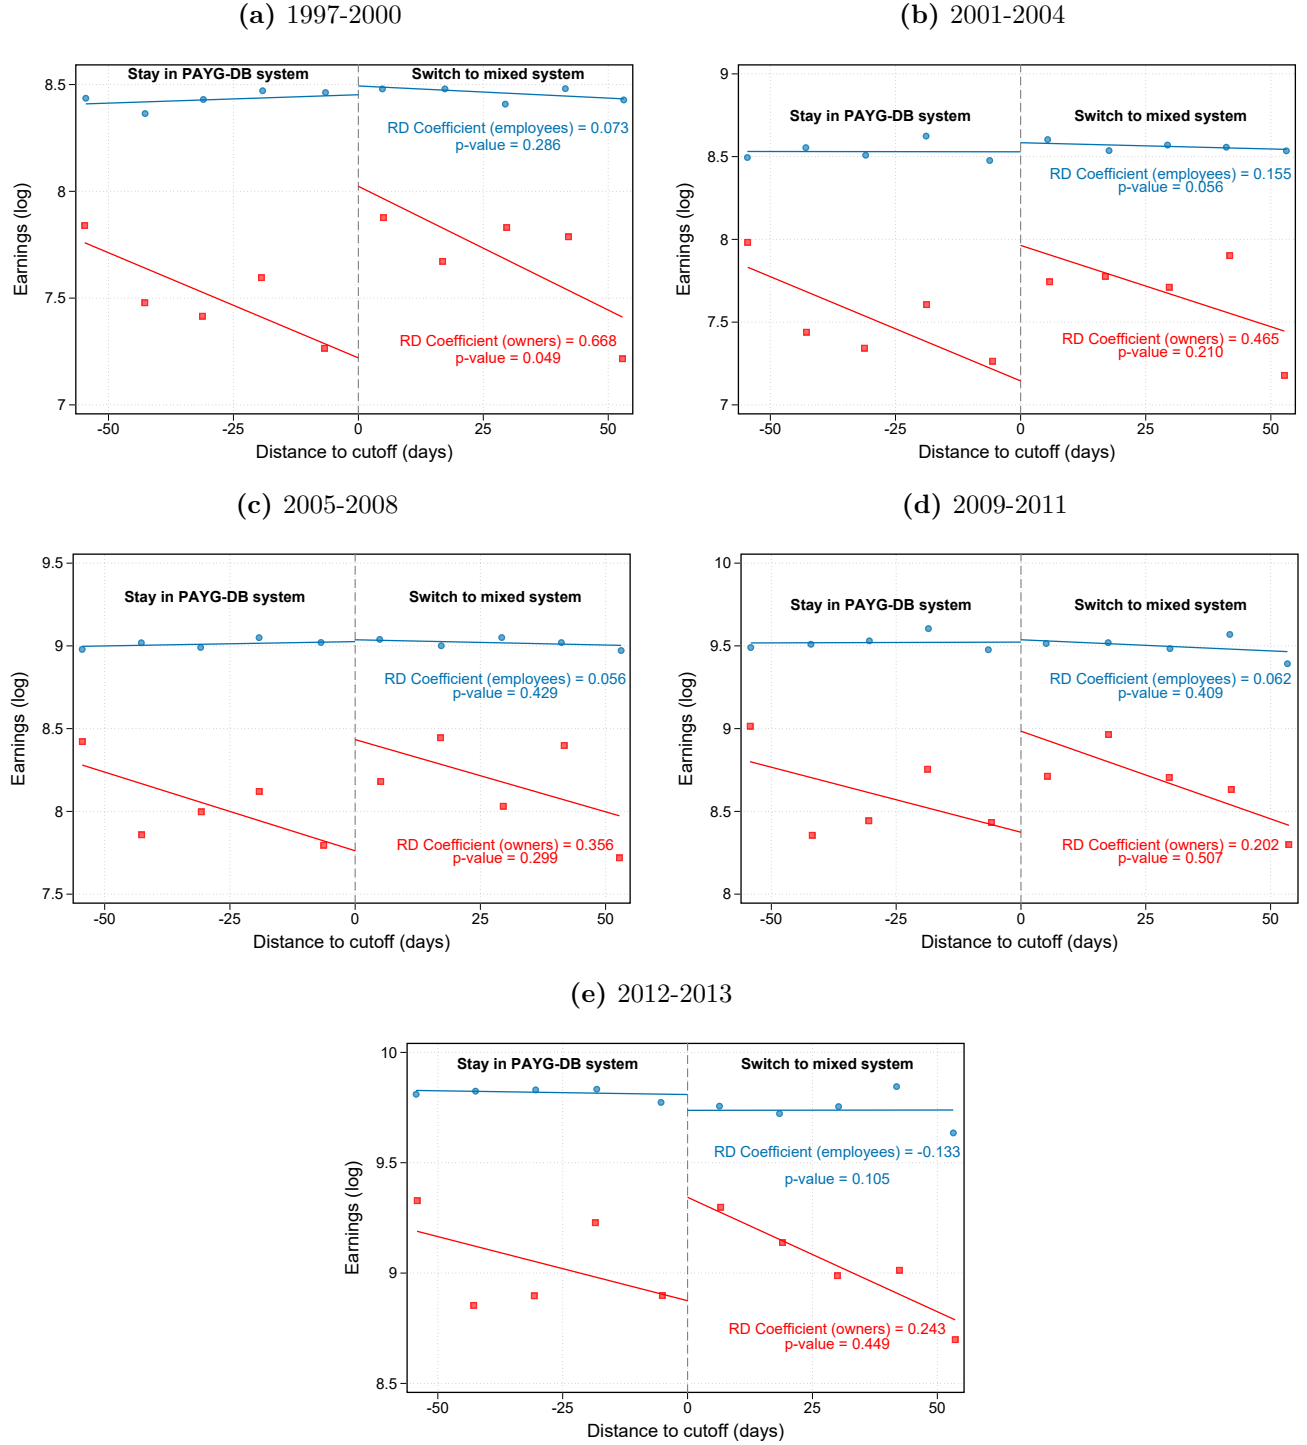 (a) 1997-2000
Stay in PAYG-DB system
Switch to mixed system
RD Coefficient (employees) = 0.073
p-value = 0.286
RD Coefficient (owners) = 0.668
p-value = 0.049
Earnings (log)
8.5
8
7.5
7
-50 -25 0 25 50
Distance to cutoff (days)
(b) 2001-2004
Stay in PAYG-DB system
Switch to mixed system
RD Coefficient (employees) = 0.155
p-value = 0.056
RD Coefficient (owners) = 0.465
p-value = 0.210
Earnings (log)
9
8.5
8
7.5
7
-50 -25 0 25 50
Distance to cutoff (days)
(c) 2005-2008
Stay in PAYG-DB system
Switch to mixed system
RD Coefficient (employees) = 0.056
p-value = 0.429
RD Coefficient (owners) = 0.356
p-value = 0.299
Earnings (log)
9.5
9
8.5
8
7.5
-50 -25 0 25 50
Distance to cutoff (days)
(d) 2009-2011
Stay in PAYG-DB system
Switch to mixed system
RD Coefficient (employees) = 0.062
p-value = 0.409
RD Coefficient (owners) = 0.202
p-value = 0.507
Earnings (log)
10
9.5
9
8.5
8
-50 -25 0 25 50
Distance to cutoff (days)
(e) 2012-2013
Stay in PAYG-DB system
Switch to mixed system
RD Coefficient (employees) = -0.133
p-value = 0.105
RD Coefficient (owners) = 0.243
p-value = 0.449
Earnings (log)
10
9.5
9
8.5
-50 -25 0 25 50
Distance to cutoff (days)